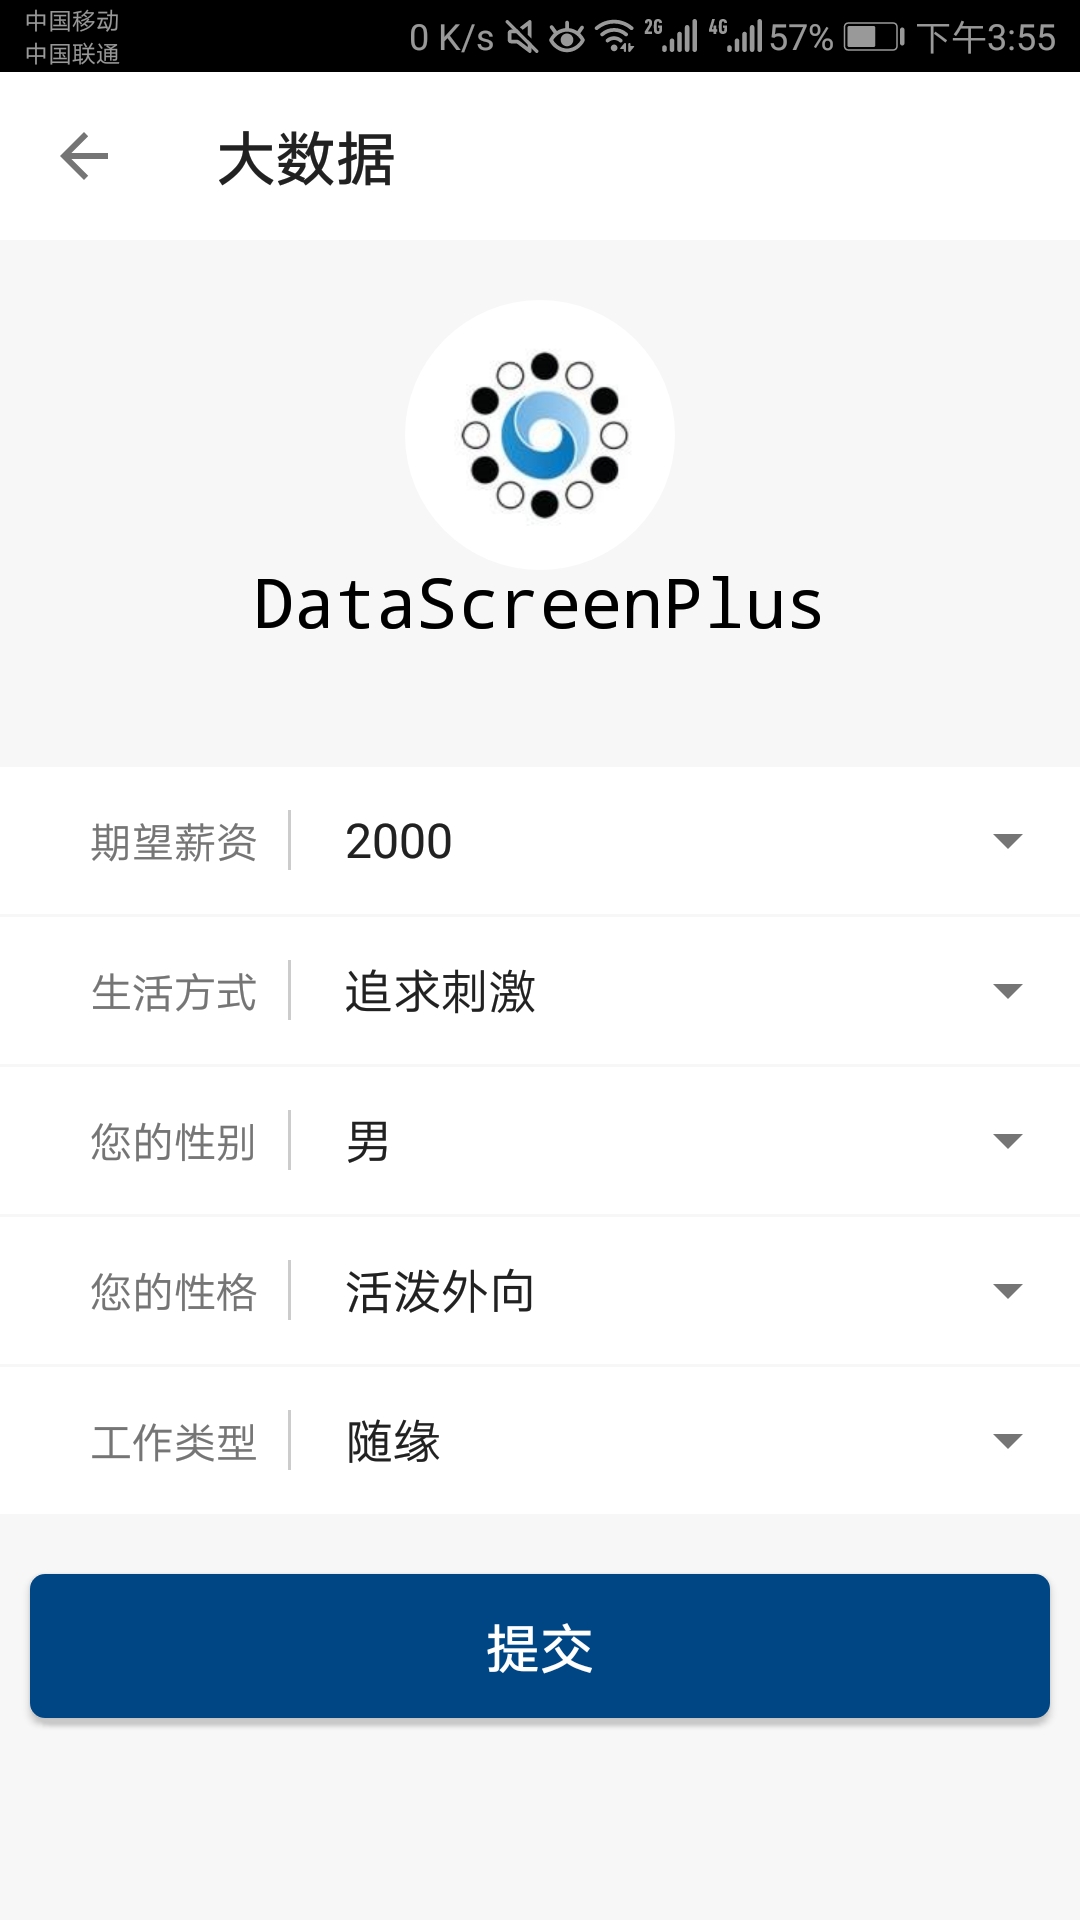 中国移动
中国联通
0 K/s 2G 4G 57% 下午3:55
大数据
DataScreenPlus
期望薪资 2000
生活方式 追求刺激
您的性别 男
您的性格 活泼外向
工作类型 随缘
提交